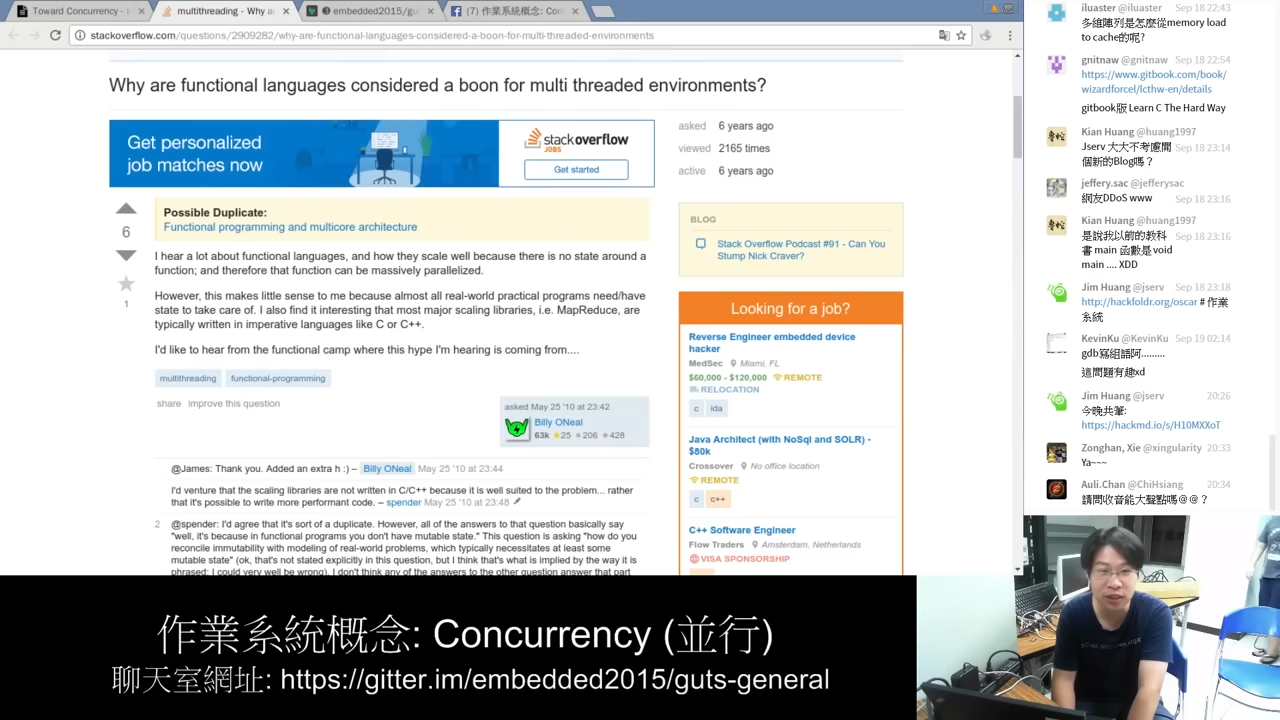 Toward Concurrency -
multithreading - Why a
embedded2015/gut
(7) 作業系統概念: Con
stackoverflow.com/questions/2909282/why-are-functional-languages-considered-a-boon-for-multi-threaded-environments
Why are functional languages considered a boon for multi threaded environments?
Get personalized
job matches now
stackoverflow
JOBS
Get started
asked 6 years ago
viewed 2165 times
active 6 years ago
6
1
Possible Duplicate:
Functional programming and multicore architecture
I hear a lot about functional languages, and how they scale well because there is no state around a
function; and therefore that function can be massively parallelized.
However, this makes little sense to me because almost all real-world practical programs need/have
state to take care of. I also find it interesting that most major scaling libraries, i.e. MapReduce, are
typically written in imperative languages like C or C++.
I'd like to hear from the functional camp where this hype I'm hearing is coming from....
multithreading functional-programming
share improve this question
asked May 25 '10 at 23:42
Billy ONeal
63k 25 206 428
@James: Thank you. Added an extra h :) – Billy ONeal May 25 '10 at 23:44
I'd venture that the scaling libraries are not written in C/C++ because it is well suited to the problem... rather
that it's possible to write more performant code. – spender May 25 '10 at 23:48
2 @spender: I'd agree that it's sort of a duplicate. However, all of the answers to that question basically say
"well, it's because in functional programs you don't have mutable state." This question is asking "how do you
reconcile immutability with modeling of real-world problems, which typically necessitates at least some
mutable state" (ok, that's not stated explicitly in this question, but I think that's what is implied by the way it is
phrased; I could very well be wrong). I don't think any of the answers to the other question answer that part
BLOG
Stack Overflow Podcast #91 - Can You
Stump Nick Craver?
Looking for a job?
Reverse Engineer embedded device
hacker
MedSec Miami, FL
$60,000 - $120,000 REMOTE
RELOCATION
c ida
Java Architect (with NoSql and SOLR) -
$80k
Crossover No office location
REMOTE
c c++
C++ Software Engineer
Flow Traders Amsterdam, Netherlands
VISA SPONSORSHIP
iluaster @iluaster Sep 18 22:43
多維陣列是怎麼從memory load
to cache的呢?
gnitnaw @gnitnaw Sep 18 22:54
https://www.gitbook.com/book/
wizardforcel/lcthw-en/details
gitbook版 Learn C The Hard Way
Kian Huang @huang1997
Jserv 大大不考慮開 Sep 18 23:14
個新的Blog嗎？
jeffery.sac @jefferysac
網友DDoS www Sep 18 23:16
Kian Huang @huang1997
是說我以前的教科 Sep 18 23:16
書 main 函數是 void
main .... XDD
Jim Huang @jserv Sep 18 23:18
http://hackfoldr.org/oscar # 作業
系統
KevinKu @KevinKu Sep 19 02:14
gdb寫組語阿.........
這問題有趣xd
Jim Huang @jserv 20:26
今晚共筆:
https://hackmd.io/s/H10MXXoT
Zonghan, Xie @xingularity 20:33
Ya~~~
Auli.Chan @ChiHsiang 20:34
請問收音能大聲點嗎＠＠？
作業系統概念: Concurrency (並行)
聊天室網址: https://gitter.im/embedded2015/guts-general